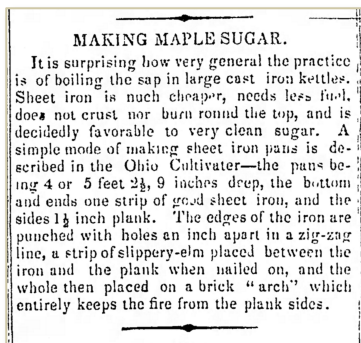 MAKING MAPLE SUGAR.
It is surprising how very general the practice
is of boiling the sap in large cast iron kettles.
Sheet iron is nuch cheaper, needs less fuel,
does not crust nor burn round the top, and is
decidedly favorable to very clean sugar. A
simple mode of making sheet iron pans is de-
scribed in the Ohio Cultivater—the pans be-
ing 4 or 5 feet 2½, 9 inches deep, the bottom
and ends one strip of good sheet iron, and the
sides 1½ inch plank. The edges of the iron are
punched with holes an inch apart in a zig-zag
line, a strip of slippery-elm placed between the
iron and the plank when nailed on, and the
whole then placed on a brick "arch" which
entirely keeps the fire from the plank sides.